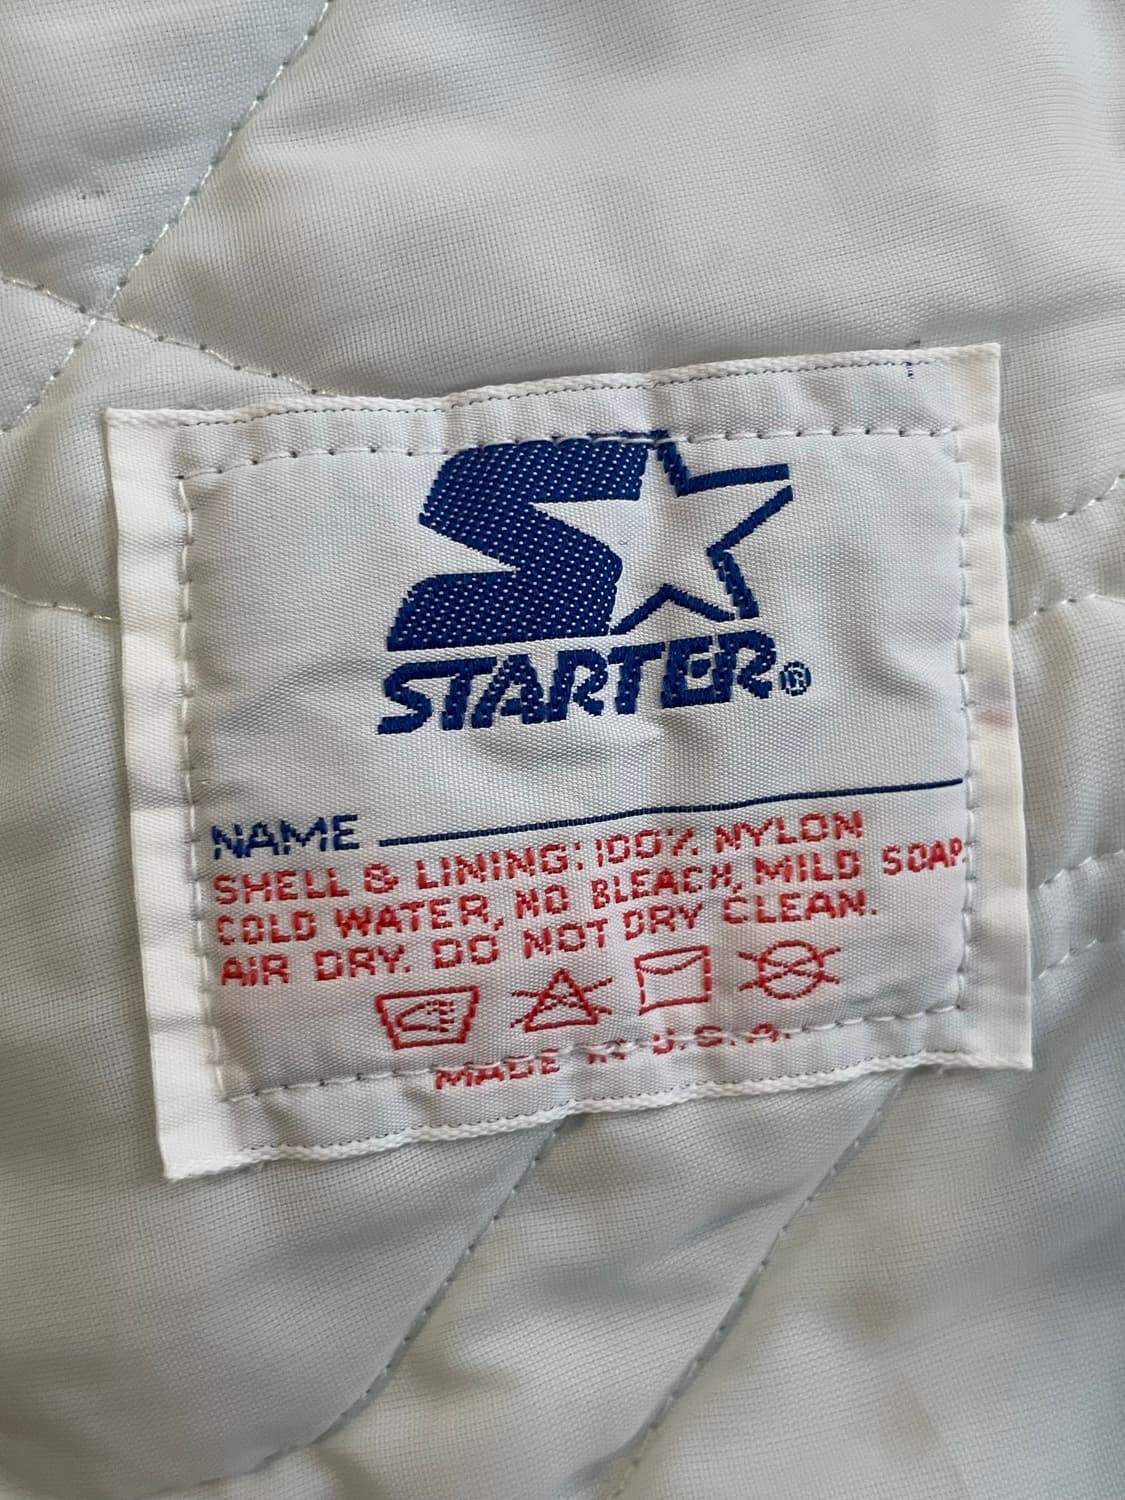 STARTER®
NAME
SHELL & LINING: 100% NYLON
COLD WATER, NO BLEACH, MILD SOAP.
AIR DRY. DO NOT DRY CLEAN.
MADE IN U.S.A.